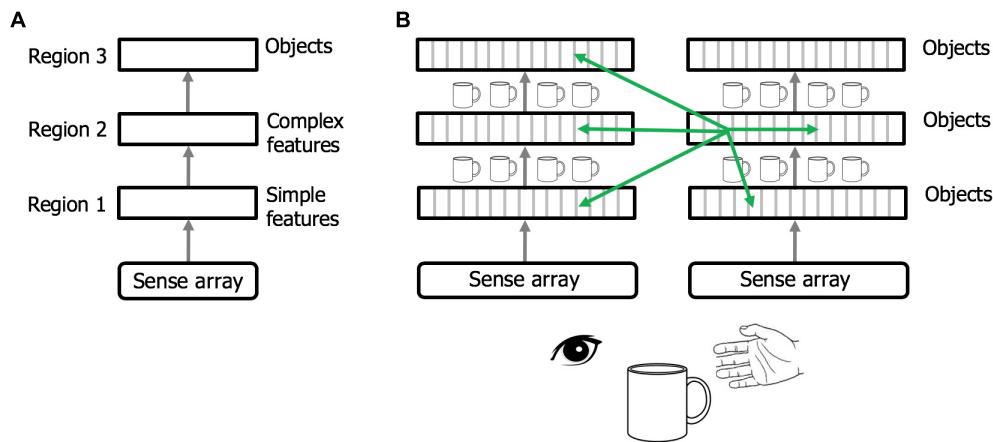 A
Region 3
Objects
Region 2
Complex
features
Region 1
Simple
features
Sense array
B
Objects
Objects
Objects
Sense array
Sense array